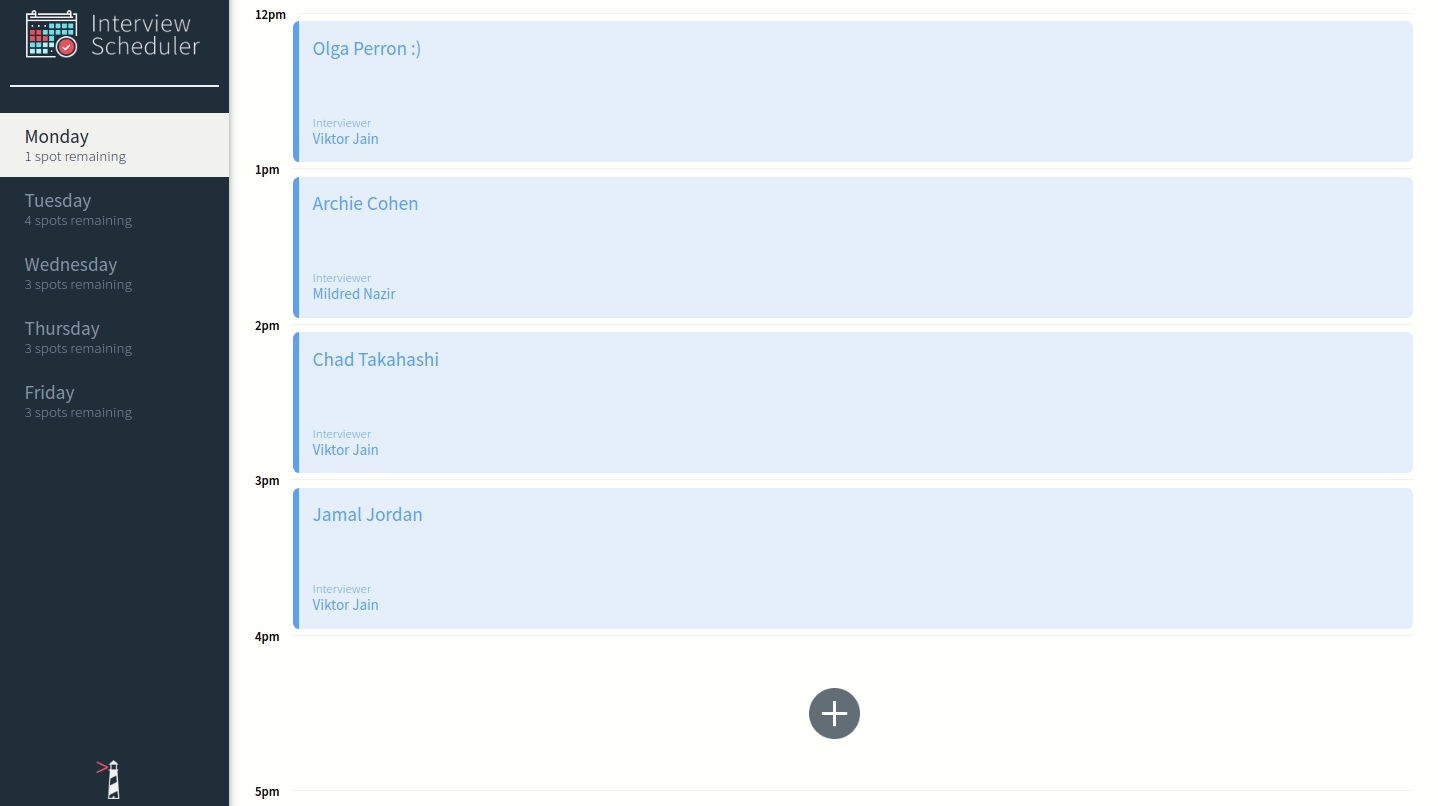 Interview
Scheduler
Monday
1 spot remaining
Tuesday
4 spots remaining
Wednesday
3 spots remaining
Thursday
3 spots remaining
Friday
3 spots remaining
12pm
Olga Perron :)
Interviewer
Viktor Jain
1pm
Archie Cohen
Interviewer
Mildred Nazir
2pm
Chad Takahashi
Interviewer
Viktor Jain
3pm
Jamal Jordan
Interviewer
Viktor Jain
4pm
5pm